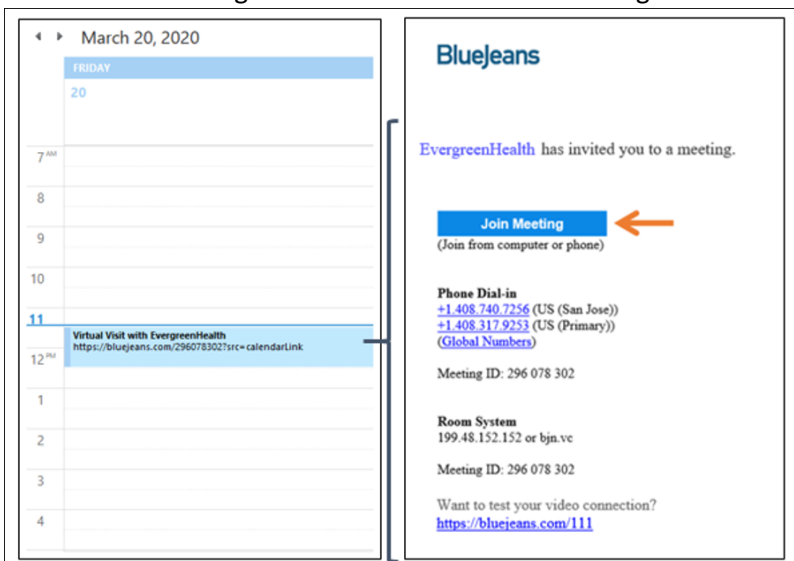 March 20, 2020
FRIDAY
20
7 AM
8
9
10
11
Virtual Visit with EvergreenHealth
https://bluejeans.com/296078302?src=calendarLink
12 PM
1
2
3
4
BlueJeans
EvergreenHealth has invited you to a meeting.
Join Meeting
(Join from computer or phone)
Phone Dial-in
+1.408.740.7256 (US (San Jose))
+1.408.317.9253 (US (Primary))
(Global Numbers)
Meeting ID: 296 078 302
Room System
199.48.152.152 or bjn.vc
Meeting ID: 296 078 302
Want to test your video connection?
https://bluejeans.com/111